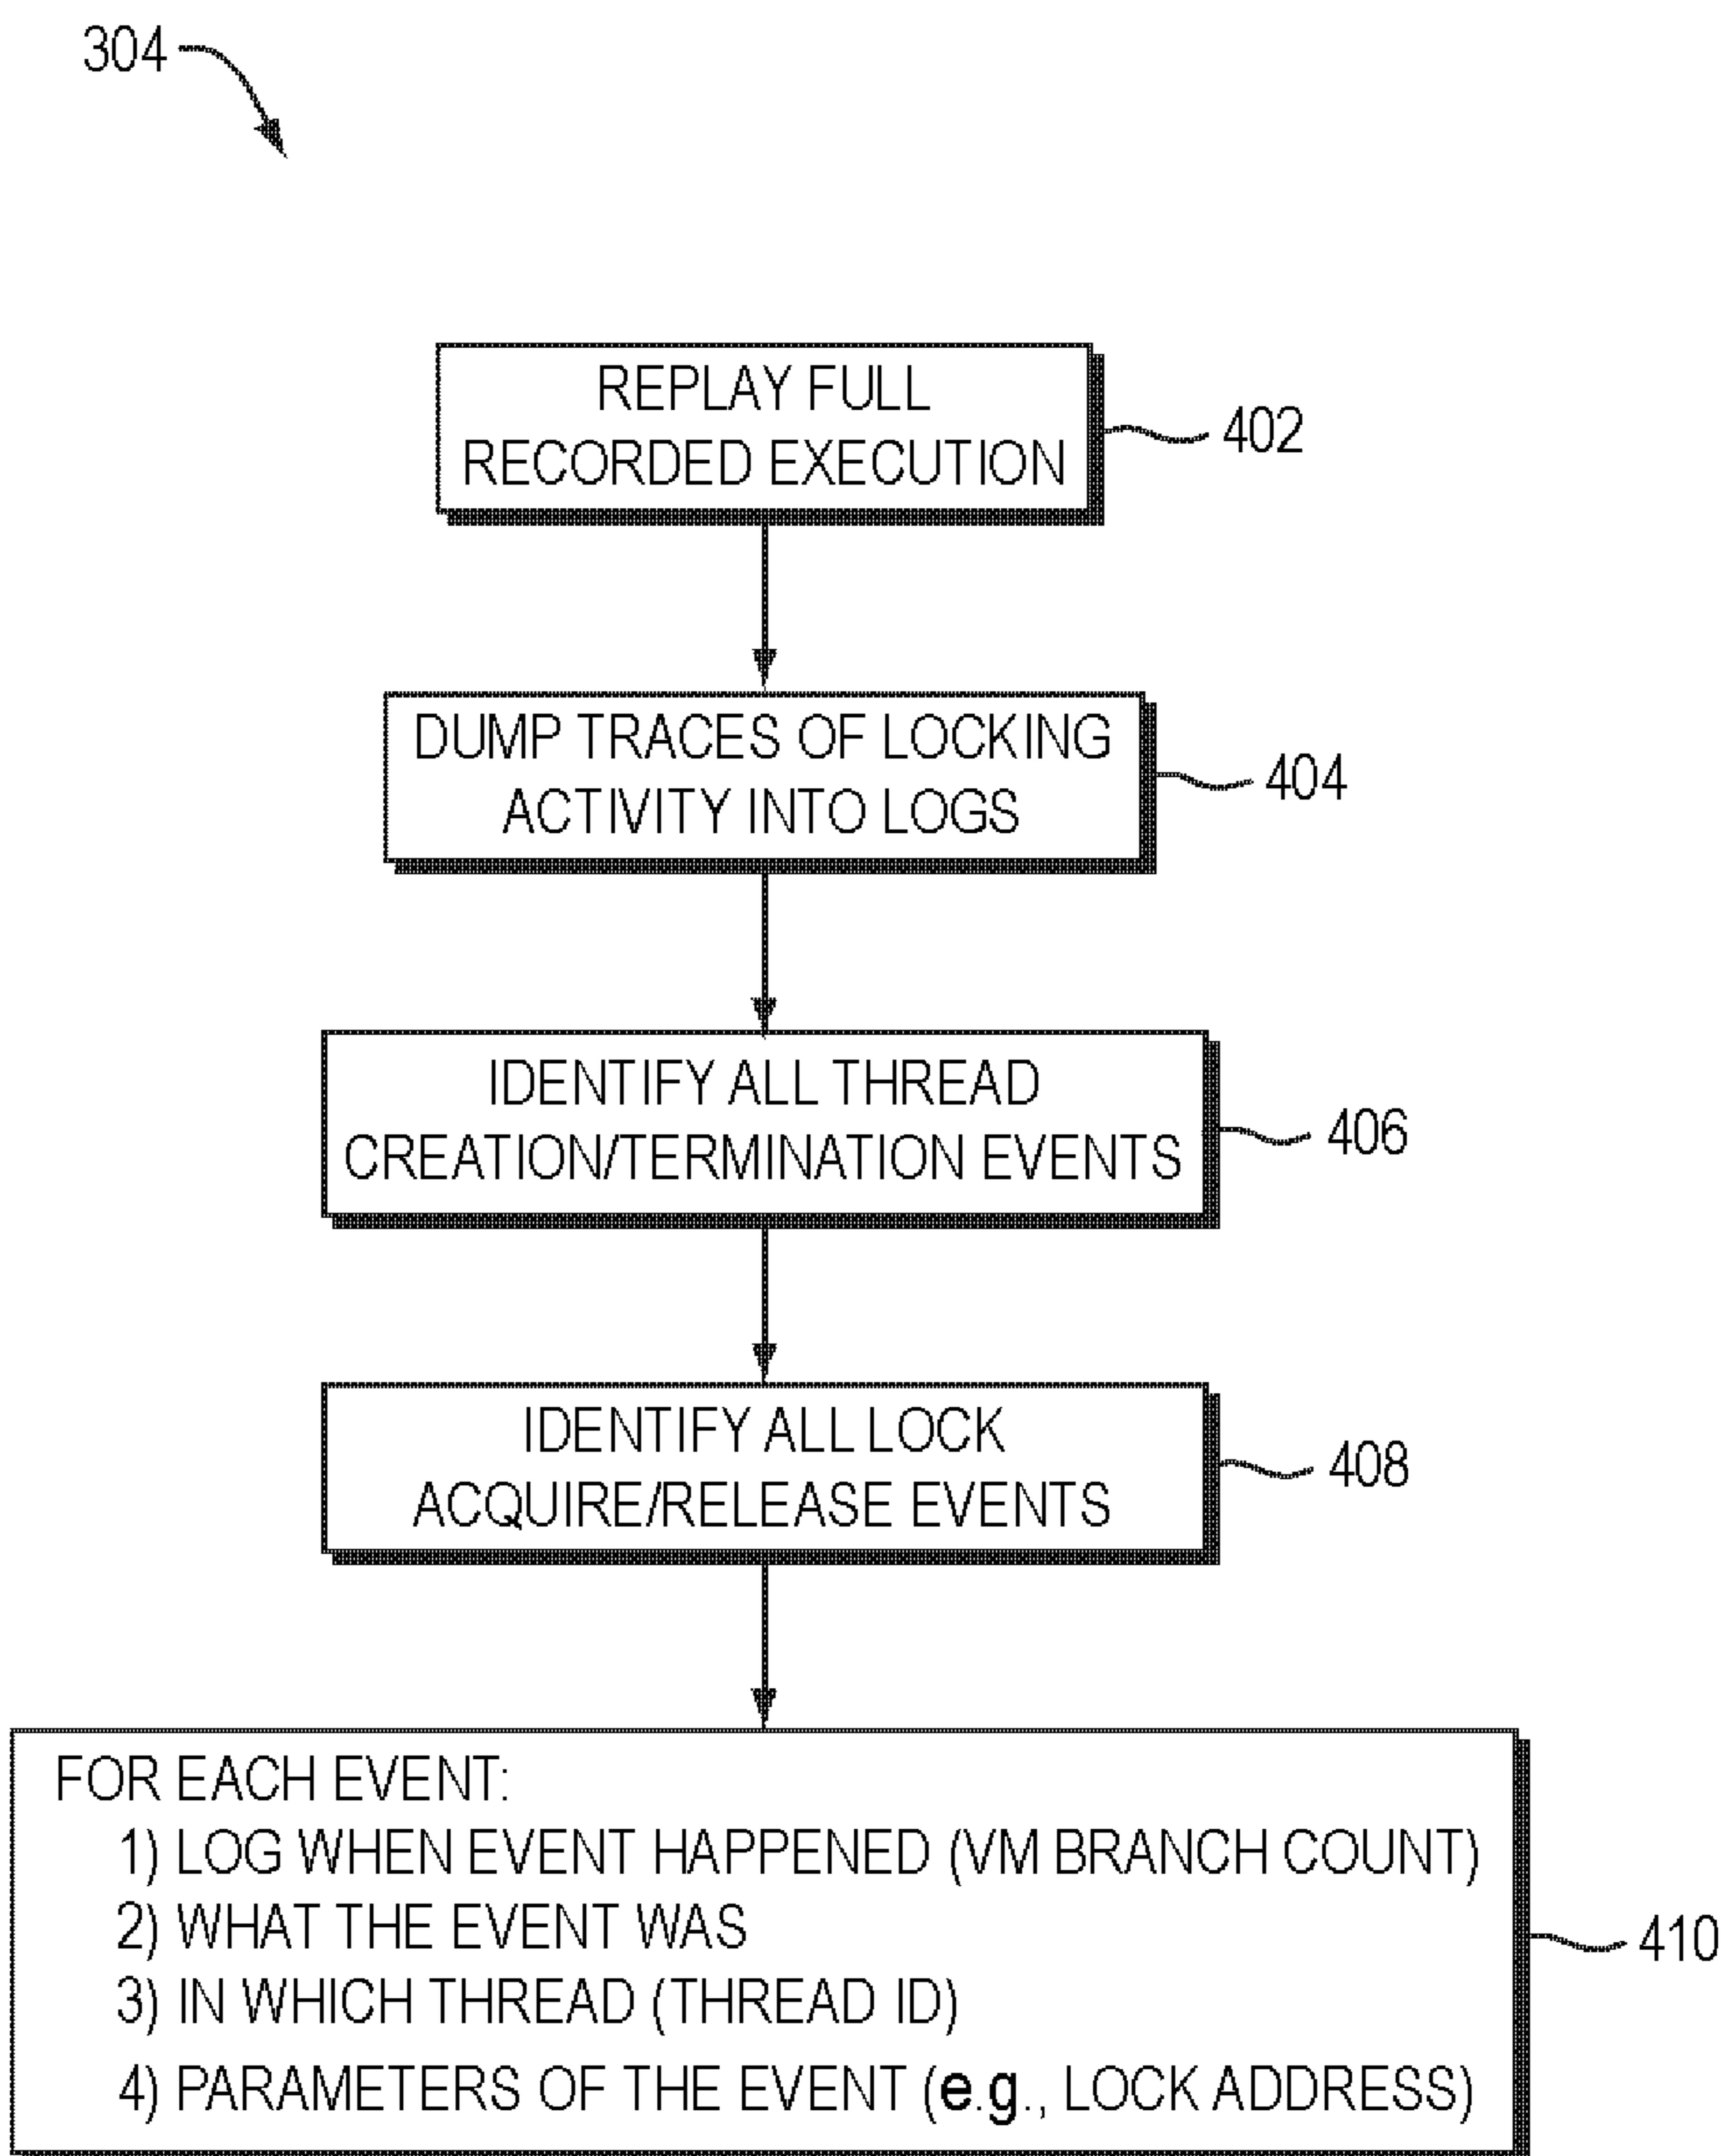 304
REPLAY FULL
RECORDED EXECUTION
402
DUMP TRACES OF LOCKING
ACTIVITY INTO LOGS
404
IDENTIFY ALL THREAD
CREATION/TERMINATION EVENTS
406
IDENTIFY ALL LOCK
ACQUIRE/RELEASE EVENTS
408
FOR EACH EVENT:
1) LOG WHEN EVENT HAPPENED (VM BRANCH COUNT)
2) WHAT THE EVENT WAS
3) IN WHICH THREAD (THREAD ID)
4) PARAMETERS OF THE EVENT (e.g., LOCK ADDRESS)
410